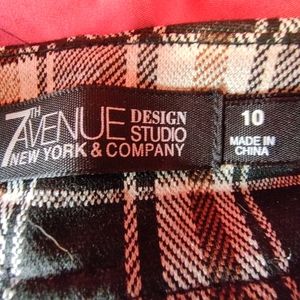 7TH AVENUE DESIGN STUDIO
NEW YORK & COMPANY
10
MADE IN
CHINA